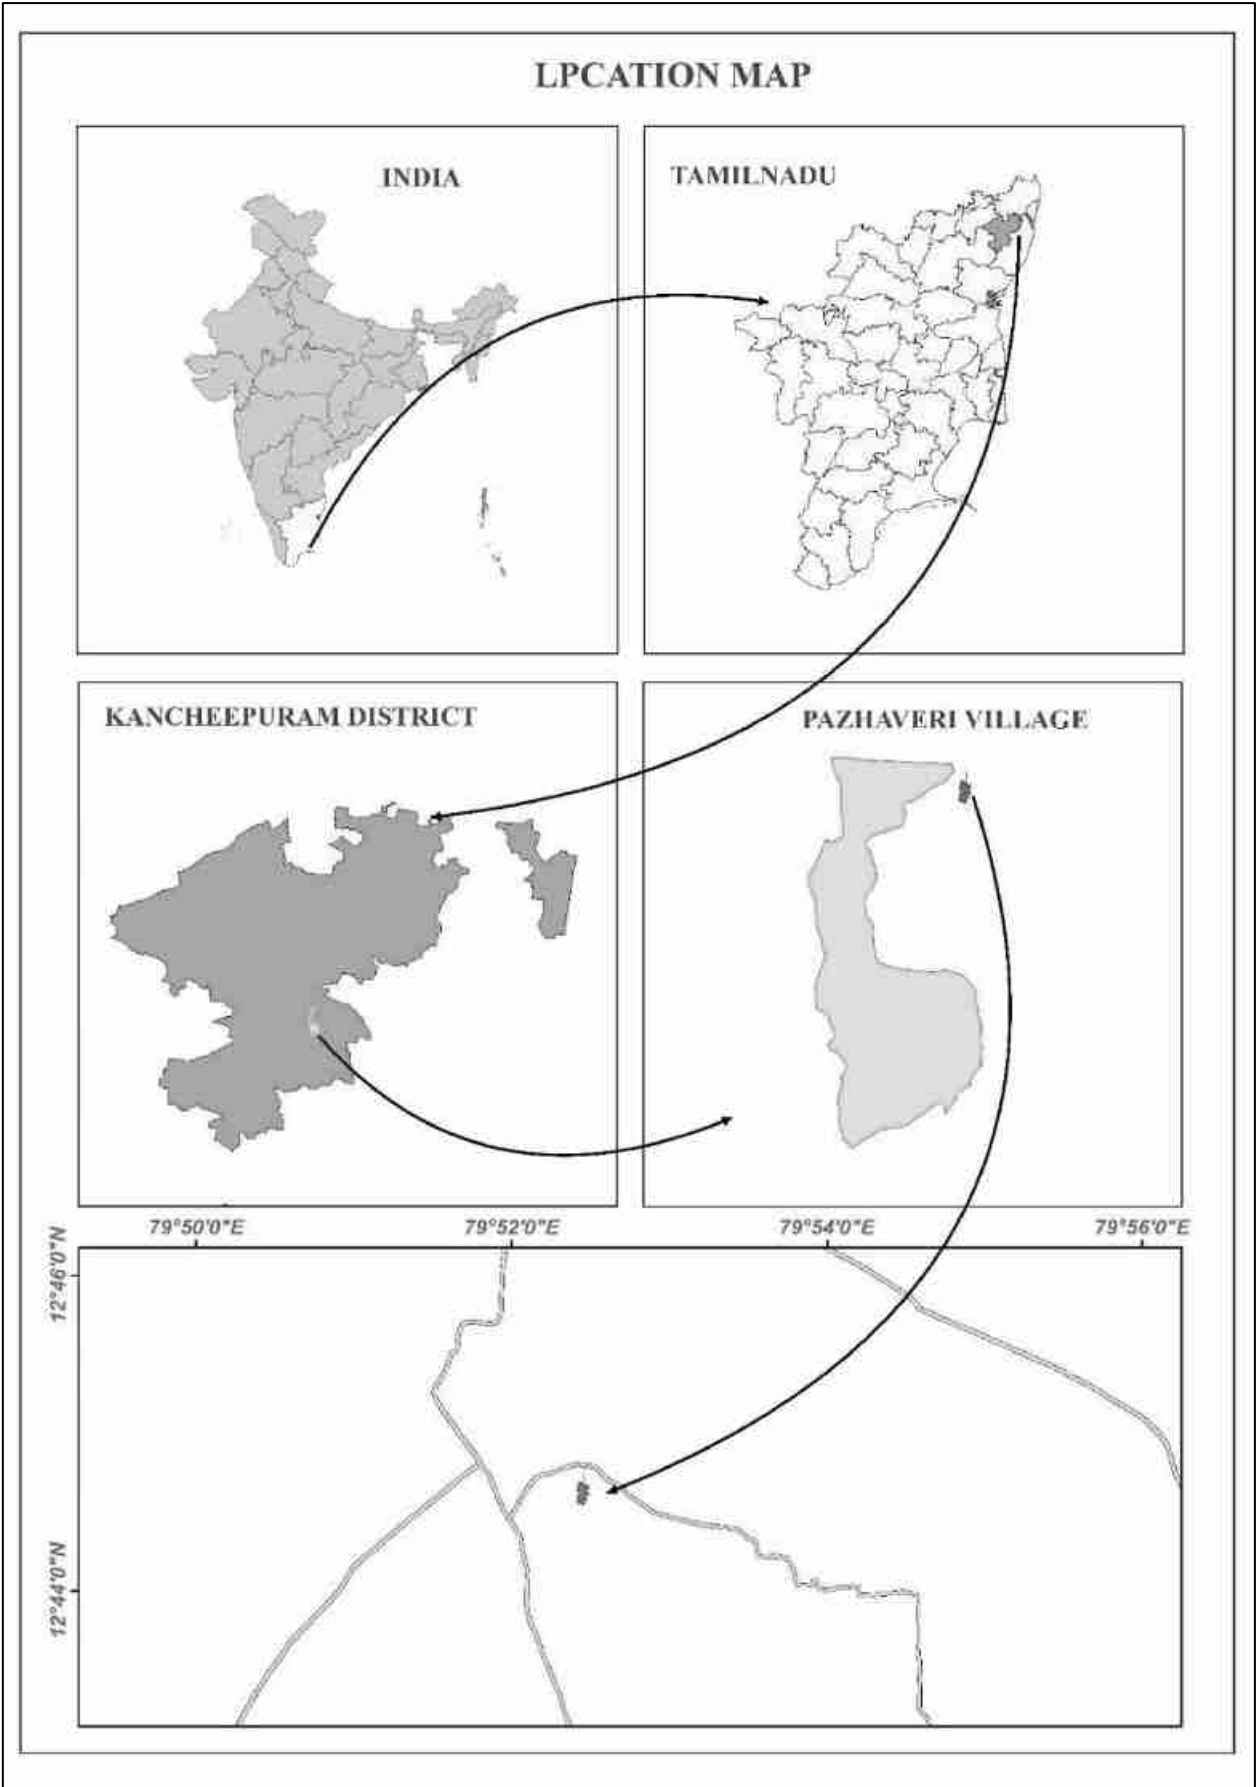 LPCATION MAP
INDIA
TAMILNADU
KANCHEEPURAM DISTRICT
PAZHAVERI VILLAGE
79°50'0"E
79°52'0"E
79°54'0"E
79°56'0"E
12°46'0"N
12°44'0"N